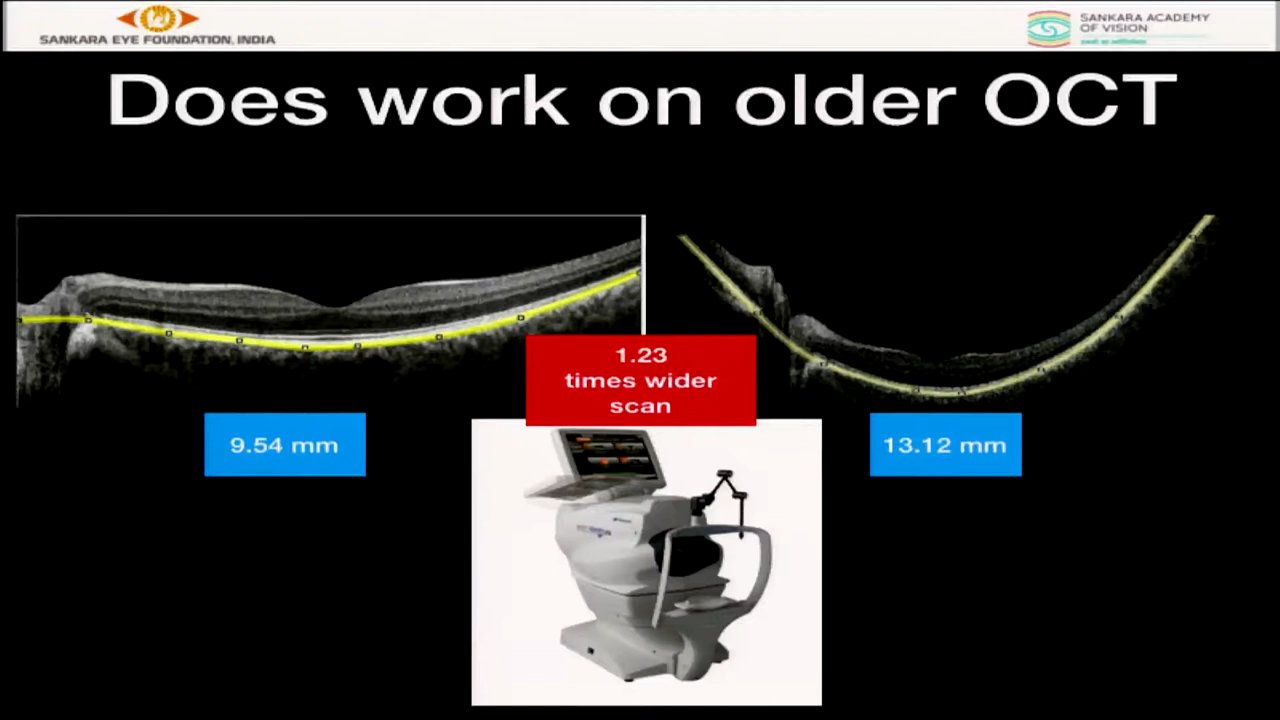 SANKARA EYE FOUNDATION, INDIA
SANKARA ACADEMY
OF VISION
Does work on older OCT
1.23
times wider
scan
9.54 mm
13.12 mm